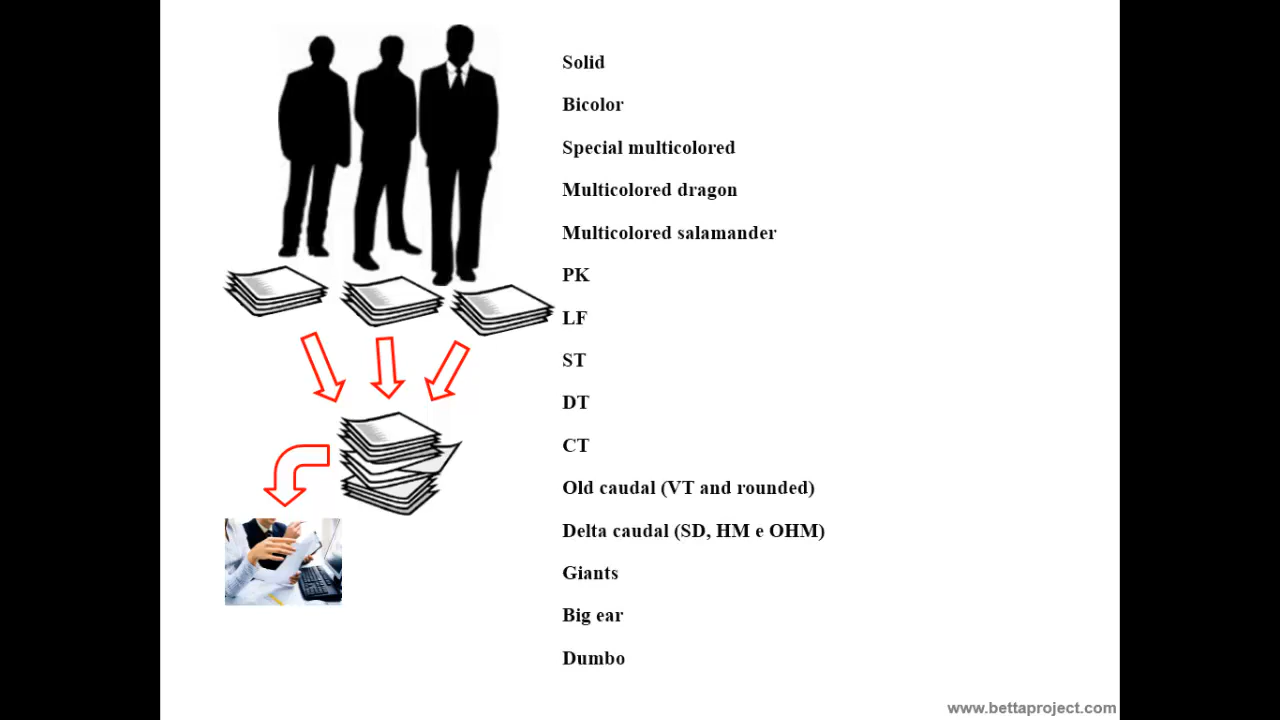 Solid
Bicolor
Special multicolored
Multicolored dragon
Multicolored salamander
PK
LF
ST
DT
CT
Old caudal (VT and rounded)
Delta caudal (SD, HM e OHM)
Giants
Big ear
Dumbo
www.bettaproject.com